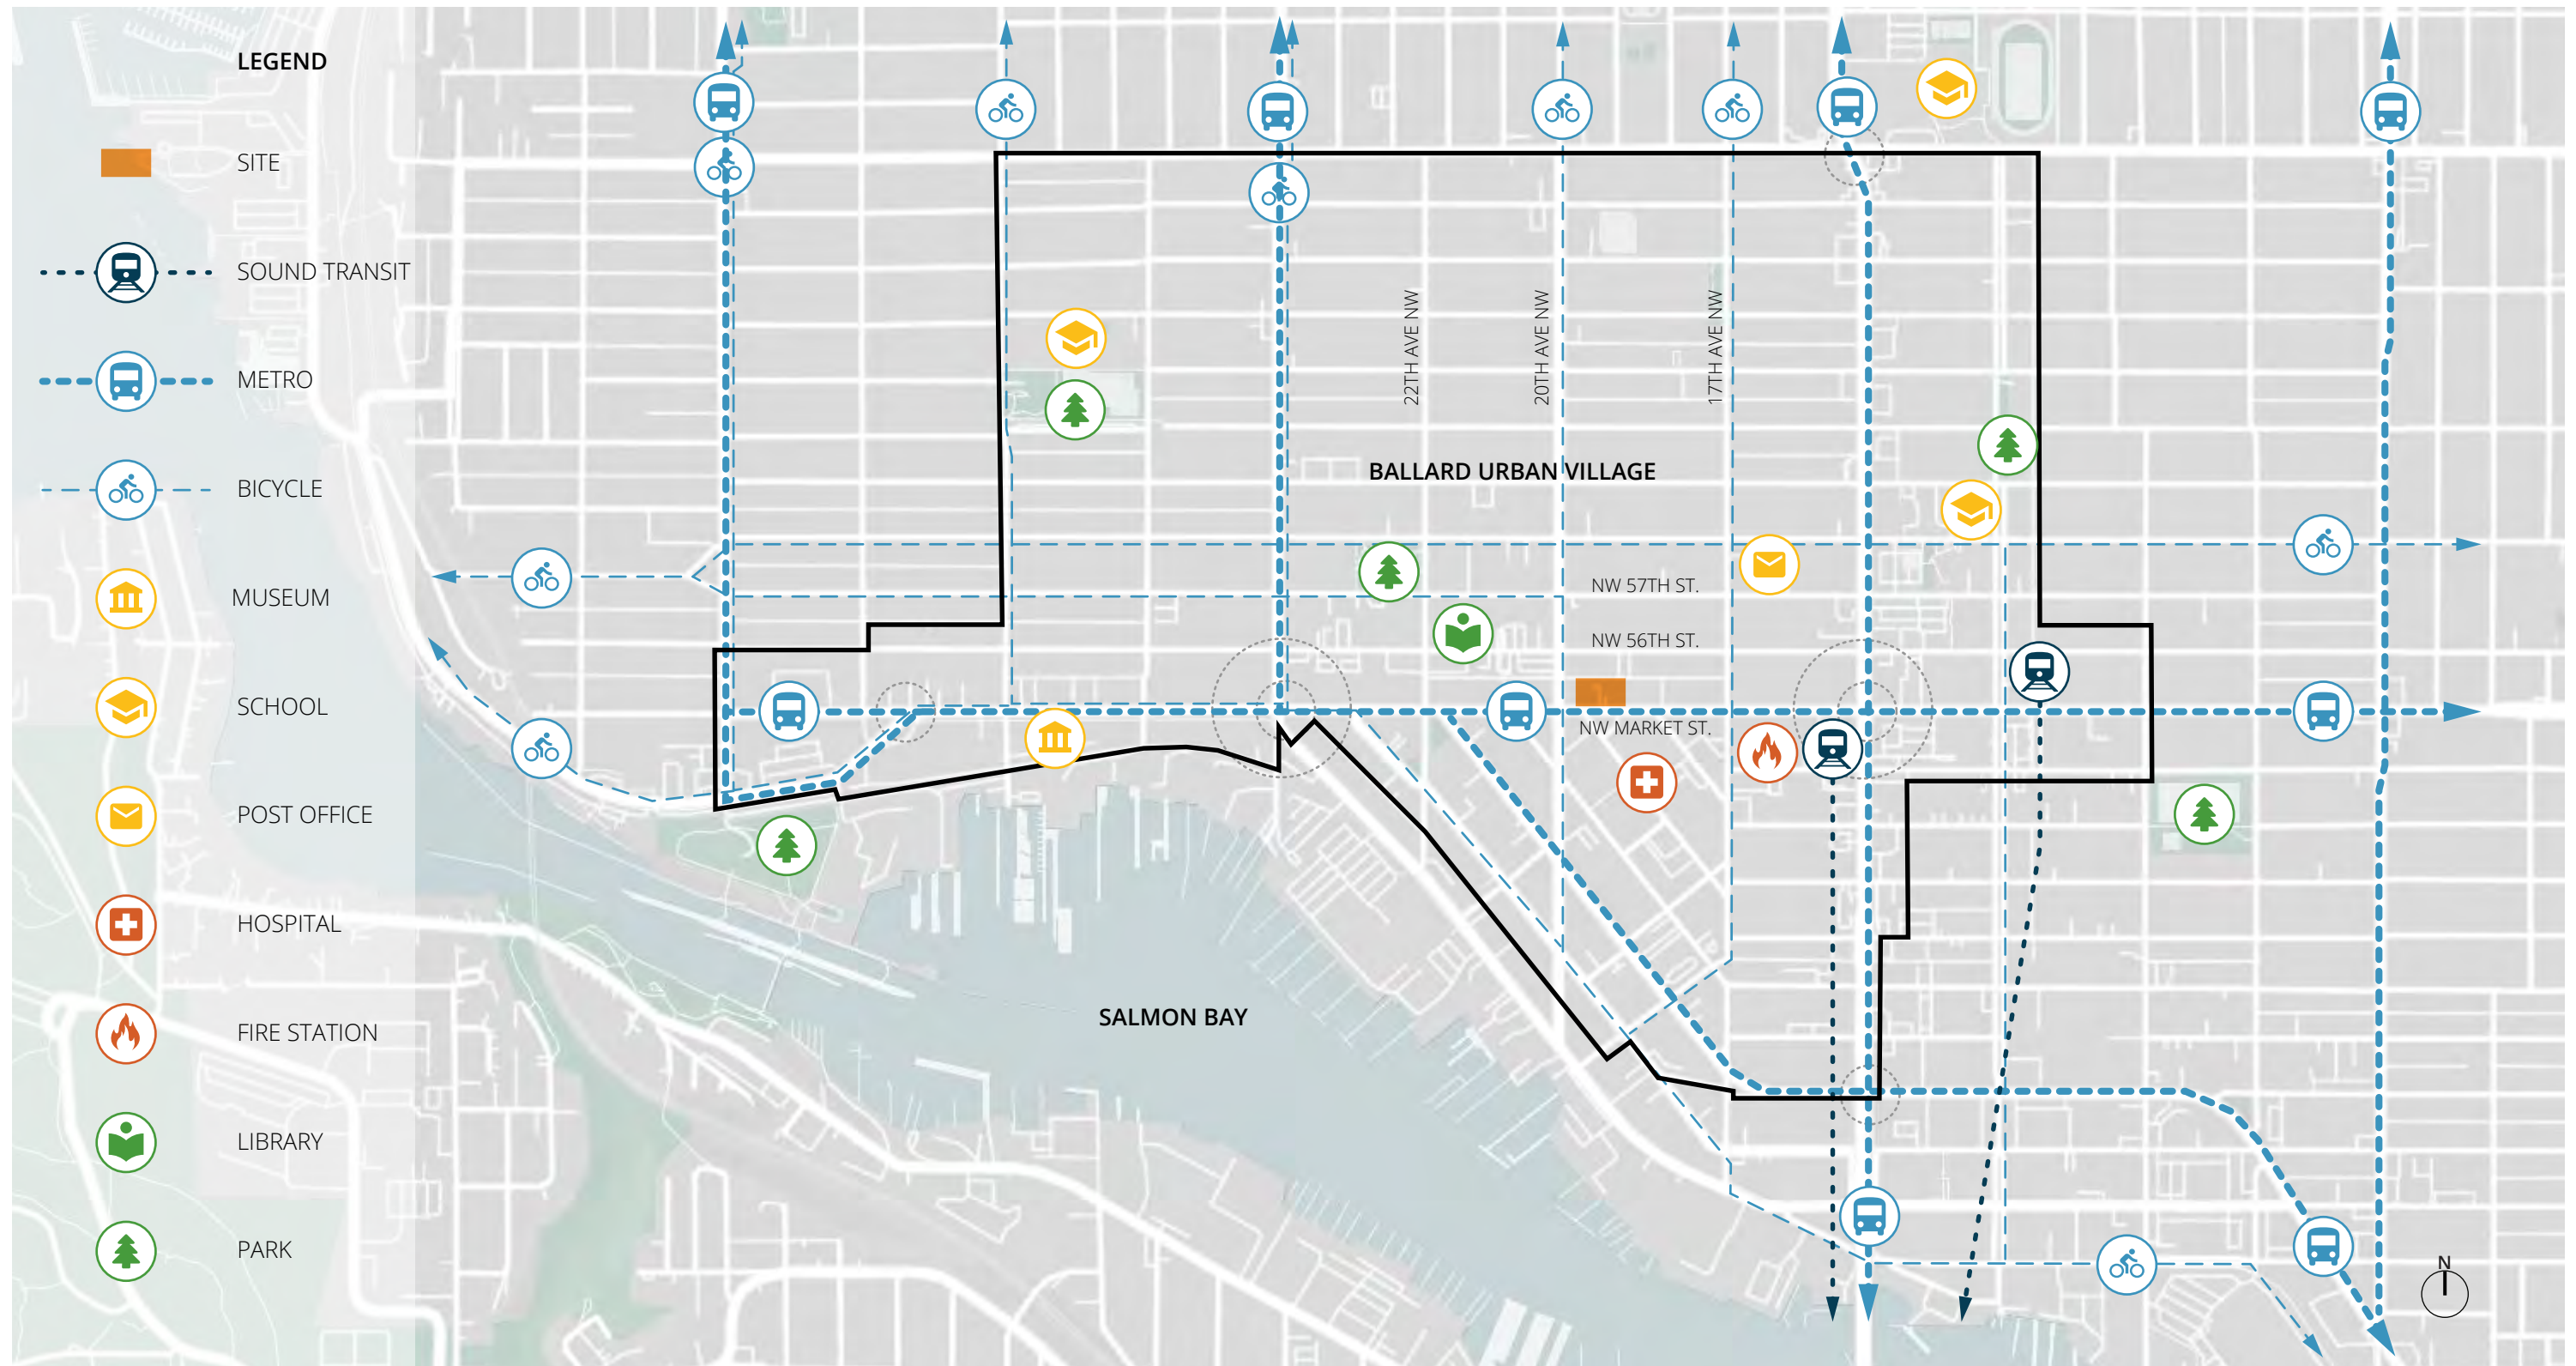 LEGEND
SITE
SOUND TRANSIT
METRO
BICYCLE
MUSEUM
SCHOOL
POST OFFICE
HOSPITAL
FIRE STATION
LIBRARY
PARK
22TH AVE NW
20TH AVE NW
17TH AVE NW
BALLARD URBAN VILLAGE
NW 57TH ST.
NW 56TH ST.
NW MARKET ST.
SALMON BAY
N